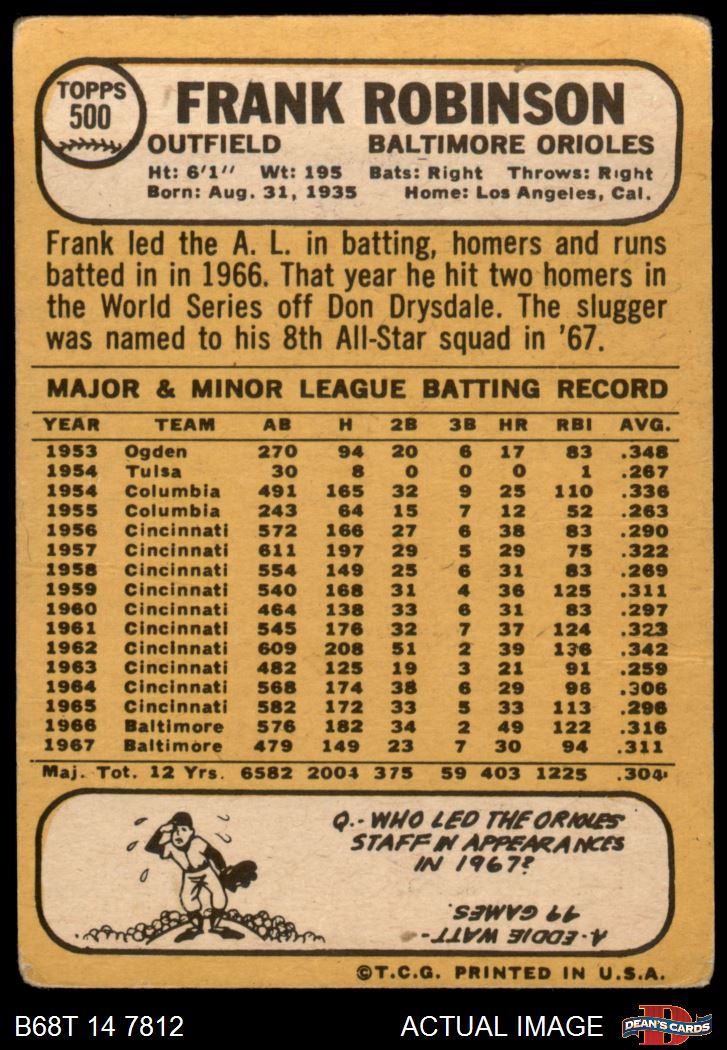 TOPPS
500
FRANK ROBINSON
OUTFIELD BALTIMORE ORIOLES
Ht: 6'1" Wt: 195 Bats: Right Throws: Right
Born: Aug. 31, 1935 Home: Los Angeles, Cal.
Frank led the A. L. in batting, homers and runs
batted in in 1966. That year he hit two homers in
the World Series off Don Drysdale. The slugger
was named to his 8th All-Star squad in '67.
MAJOR & MINOR LEAGUE BATTING RECORD
YEAR TEAM AB H 2B 3B HR RBI AVG.
1953 Ogden 270 94 20 6 17 83 .348
1954 Tulsa 30 8 0 0 0 1 .267
1954 Columbia 491 165 32 9 25 110 .336
1955 Columbia 243 64 15 7 12 52 .263
1956 Cincinnati 572 166 27 6 38 83 .290
1957 Cincinnati 611 197 29 5 29 75 .322
1958 Cincinnati 554 149 25 6 31 83 .269
1959 Cincinnati 540 168 31 4 36 125 .311
1960 Cincinnati 464 138 33 6 31 83 .297
1961 Cincinnati 545 176 32 7 37 124 .323
1962 Cincinnati 609 208 51 2 39 136 .342
1963 Cincinnati 482 125 19 3 21 91 .259
1964 Cincinnati 568 174 38 6 29 96 .306
1965 Cincinnati 582 172 33 5 33 113 .296
1966 Baltimore 576 182 34 2 49 122 .316
1967 Baltimore 479 149 23 7 30 94 .311
Maj. Tot. 12 Yrs. 6582 2004 375 59 403 1225 .304
Q.-WHO LED THE ORIOLES
STAFF IN APPEARANCES
IN 1967?
A-EDDIE WATT-
49 GAMES.
©T.C.G. PRINTED IN U.S.A.
B68T 14 7812 ACTUAL IMAGE
D
DEAN'S CARDS